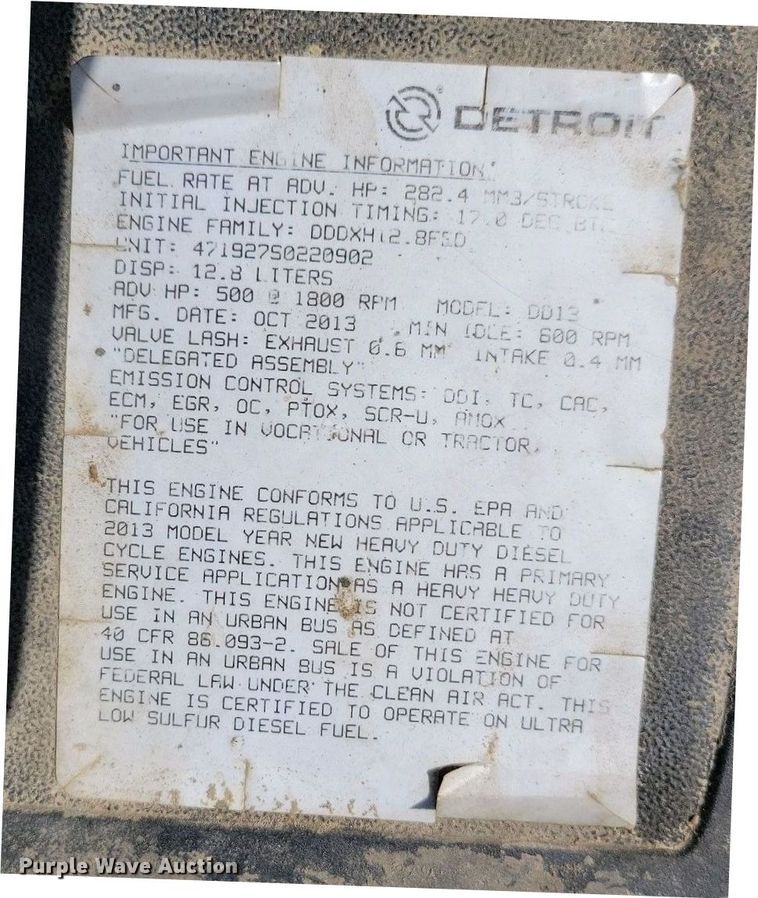 DETROIT
IMPORTANT ENGINE INFORMATION
FUEL RATE AT ADV. HP: 282.4 MM3/STROKE
INITIAL INJECTION TIMING: 17.0 DEG BTC
ENGINE FAMILY: DDDXH12.8FED
UNIT: 471927S0220902
DISP: 12.8 LITERS
ADV HP: 500 @ 1800 RPM MODEL: DD13
MFG. DATE: OCT 2013 MIN IDLE: 600 RPM
VALVE LASH: EXHAUST 0.6 MM INTAKE 0.4 MM
"DELEGATED ASSEMBLY"
EMISSION CONTROL SYSTEMS: DDI, TC, CAC,
ECM, EGR, OC, PTOX, SCR-U, AMOX
"FOR USE IN VOCATIONAL OR TRACTOR
VEHICLES"
THIS ENGINE CONFORMS TO U.S. EPA AND
CALIFORNIA REGULATIONS APPLICABLE TO
2013 MODEL YEAR NEW HEAVY DUTY DIESEL
CYCLE ENGINES. THIS ENGINE HAS A PRIMARY
SERVICE APPLICATION AS A HEAVY HEAVY DUTY
ENGINE. THIS ENGINE IS NOT CERTIFIED FOR
USE IN AN URBAN BUS AS DEFINED AT
40 CFR 86.093-2. SALE OF THIS ENGINE FOR
USE IN AN URBAN BUS IS A VIOLATION OF
FEDERAL LAW UNDER THE CLEAN AIR ACT. THIS
ENGINE IS CERTIFIED TO OPERATE ON ULTRA
LOW SULFUR DIESEL FUEL.
Purple Wave Auction